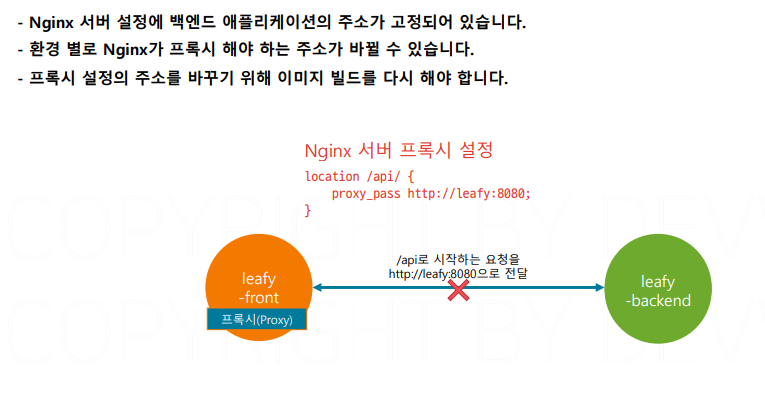 - Nginx 서버 설정에 백엔드 애플리케이션의 주소가 고정되어 있습니다.
- 환경 별로 Nginx가 프록시 해야 하는 주소가 바뀔 수 있습니다.
- 프록시 설정의 주소를 바꾸기 위해 이미지 빌드를 다시 해야 합니다.
Nginx 서버 프록시 설정
location /api/ {
    proxy_pass http://leafy:8080;
}
/api로 시작하는 요청을
http://leafy:8080으로 전달
leafy
-front
프록시(Proxy)
leafy
-backend
COPYRIGHT BY DEV
COPYRIGHT BY DEV